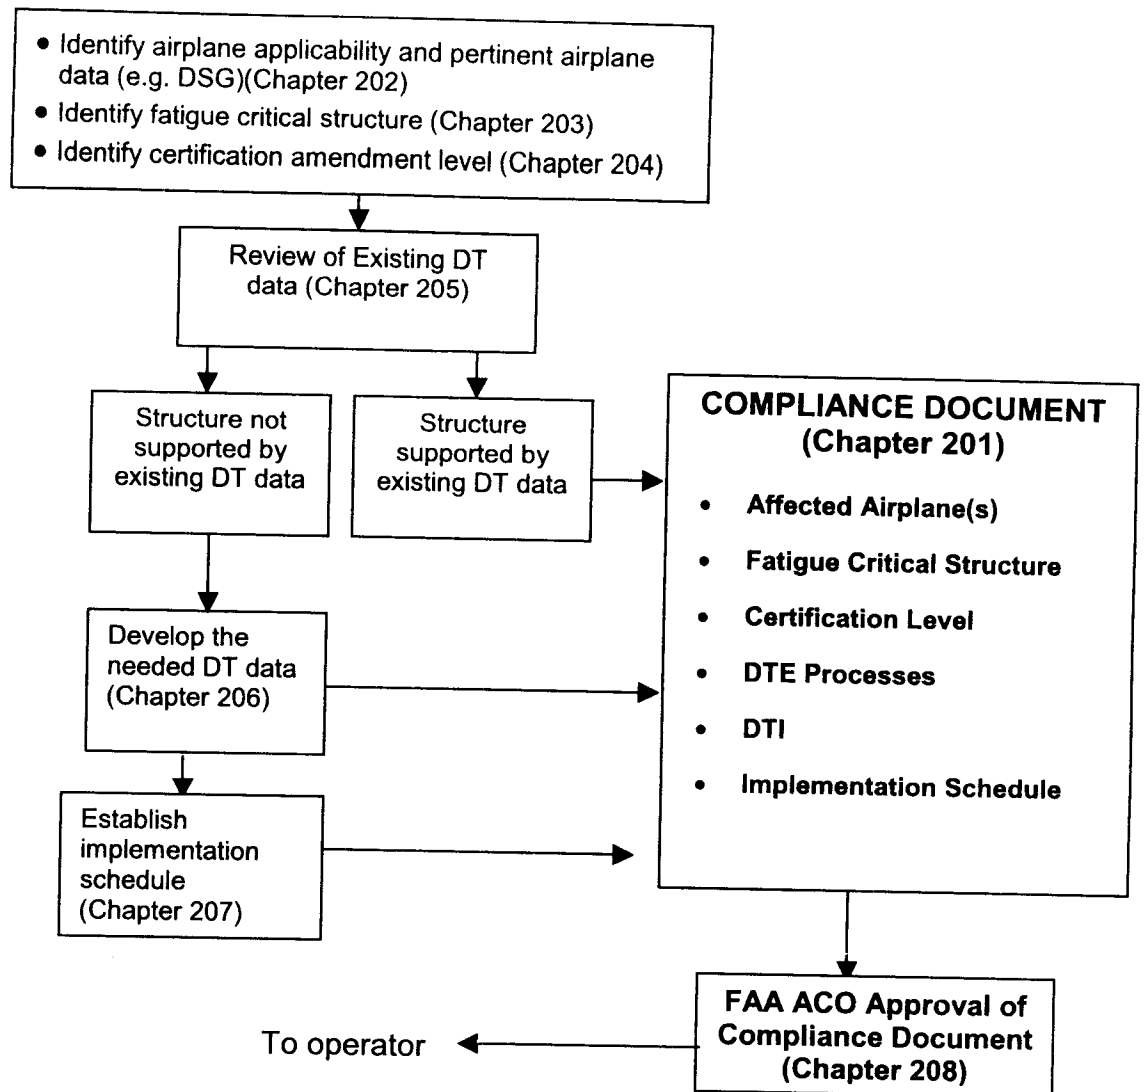 • Identify airplane applicability and pertinent airplane
data (e.g. DSG)(Chapter 202)
• Identify fatigue critical structure (Chapter 203)
• Identify certification amendment level (Chapter 204)
Review of Existing DT
data (Chapter 205)
Structure not
supported by
existing DT data
Structure
supported by
existing DT data
Develop the
needed DT data
(Chapter 206)
Establish
implementation
schedule
(Chapter 207)
COMPLIANCE DOCUMENT
(Chapter 201)
• Affected Airplane(s)
• Fatigue Critical Structure
• Certification Level
• DTE Processes
• DTI
• Implementation Schedule
FAA ACO Approval of
Compliance Document
(Chapter 208)
To operator